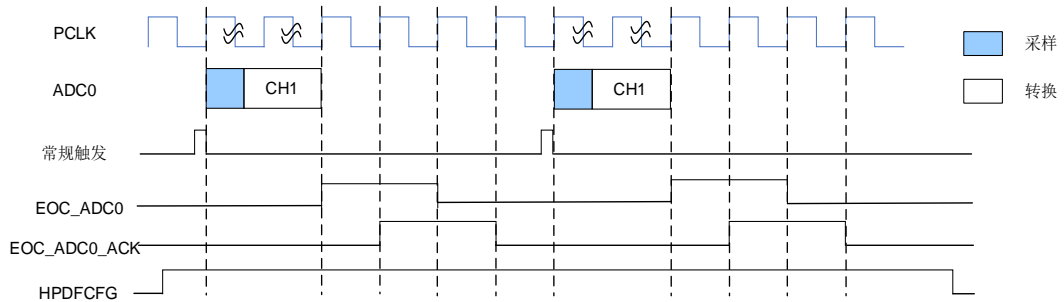 PCLK
采样
ADC0
CH1
CH1
转换
常规触发
EOC_ADC0
EOC_ADC0_ACK
HPDFCFG